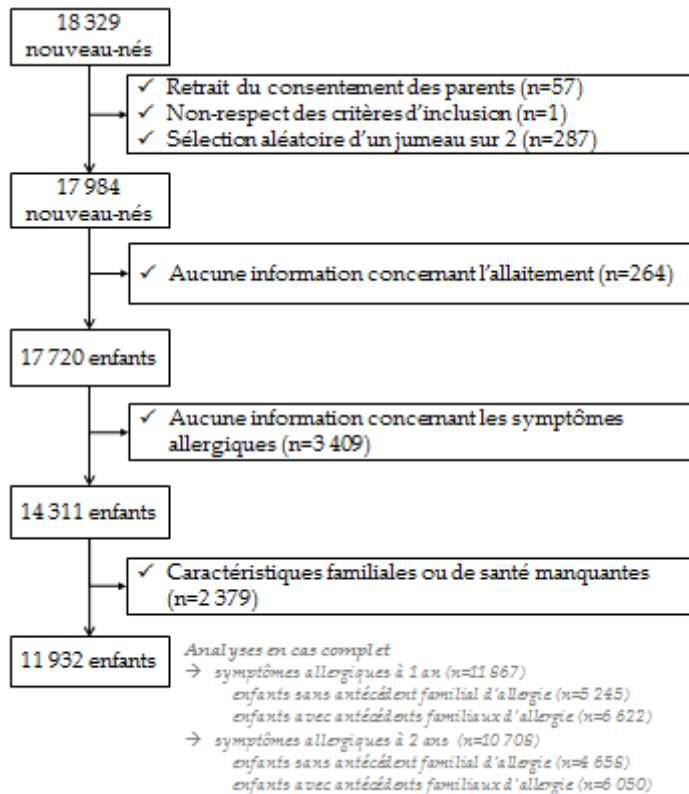 18 329
nouveau-nés
✓ Retrait du consentement des parents (n=57)
✓ Non-respect des critères d'inclusion (n=1)
✓ Sélection aléatoire d'un jumeau sur 2 (n=287)
17 984
nouveau-nés
✓ Aucune information concernant l'allaitement (n=264)
17 720 enfants
✓ Aucune information concernant les symptômes
allergiques (n=3 409)
14 311 enfants
✓ Caractéristiques familiales ou de santé manquantes
(n=2 379)
11 932 enfants
Analyses en cas complet
→ symptômes allergiques à 1 an (n=11 867)
enfants sans antécédent familial d'allergie (n=5 245)
enfants avec antécédents familiaux d'allergie (n=6 622)
→ symptômes allergiques à 2 ans (n=10 708)
enfants sans antécédent familial d'allergie (n=4 658)
enfants avec antécédents familiaux d'allergie (n=6 050)